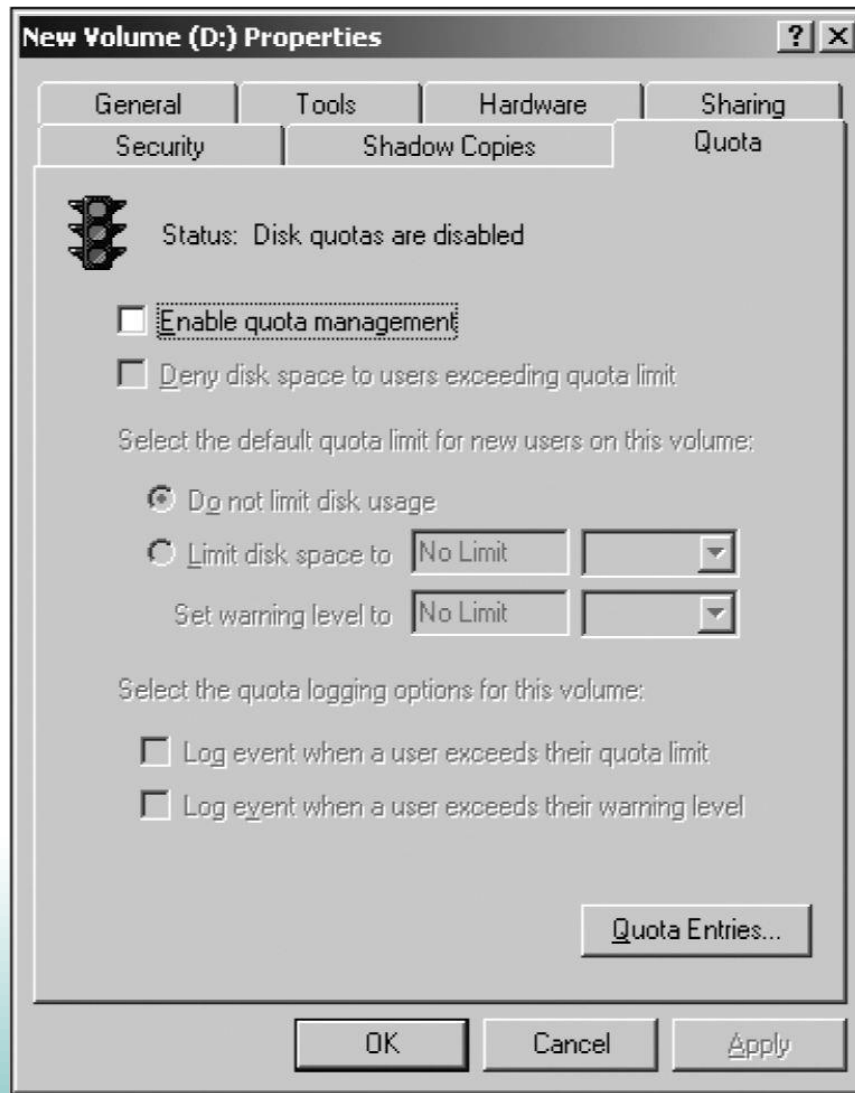 New Volume (D:) Properties
? X
General Tools Hardware Sharing
Security Shadow Copies Quota
Status: Disk quotas are disabled
Enable quota management
Deny disk space to users exceeding quota limit
Select the default quota limit for new users on this volume:
Do not limit disk usage
Limit disk space to No Limit
Set warning level to No Limit
Select the quota logging options for this volume:
Log event when a user exceeds their quota limit
Log event when a user exceeds their warning level
Quota Entries...
OK Cancel Apply